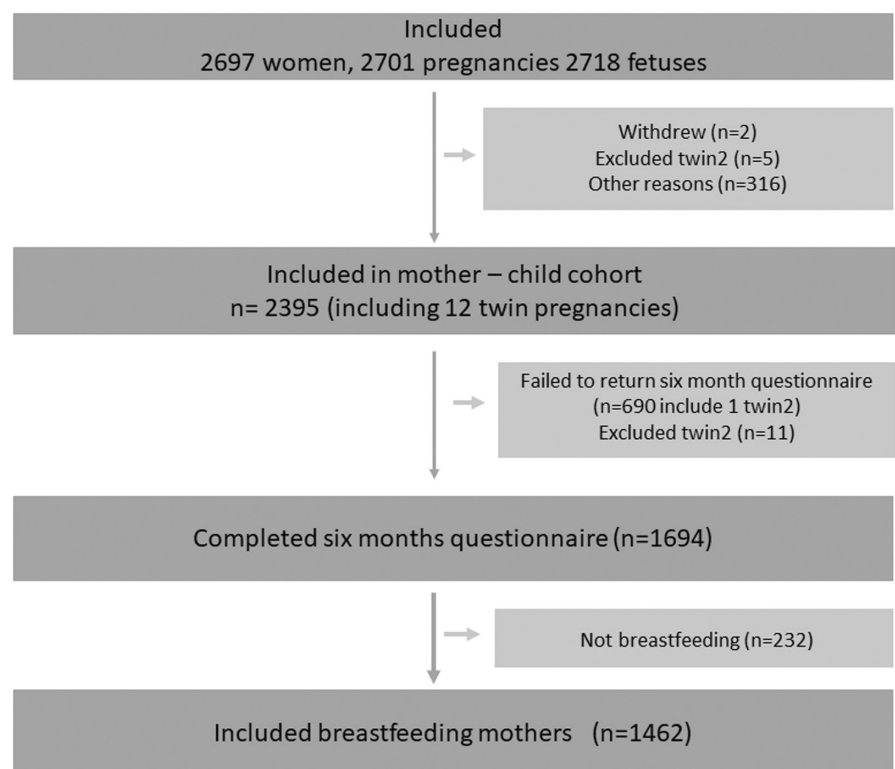 Included
2697 women, 2701 pregnancies 2718 fetuses
Withdrew (n=2)
Excluded twin2 (n=5)
Other reasons (n=316)
Included in mother – child cohort
n= 2395 (including 12 twin pregnancies)
Failed to return six month questionnaire
(n=690 include 1 twin2)
Excluded twin2 (n=11)
Completed six months questionnaire (n=1694)
Not breastfeeding (n=232)
Included breastfeeding mothers (n=1462)